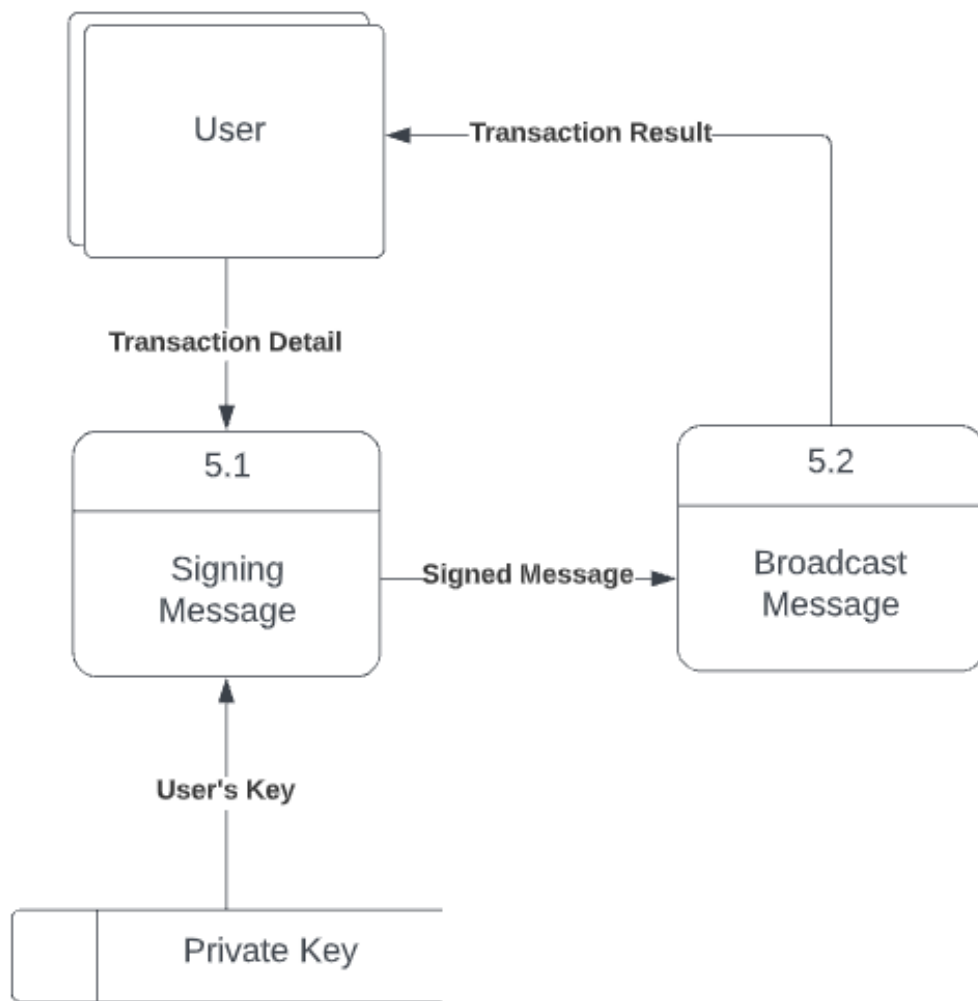 User
Transaction Result
Transaction Detail
5.1
Signing
Message
Signed Message
5.2
Broadcast
Message
User's Key
Private Key